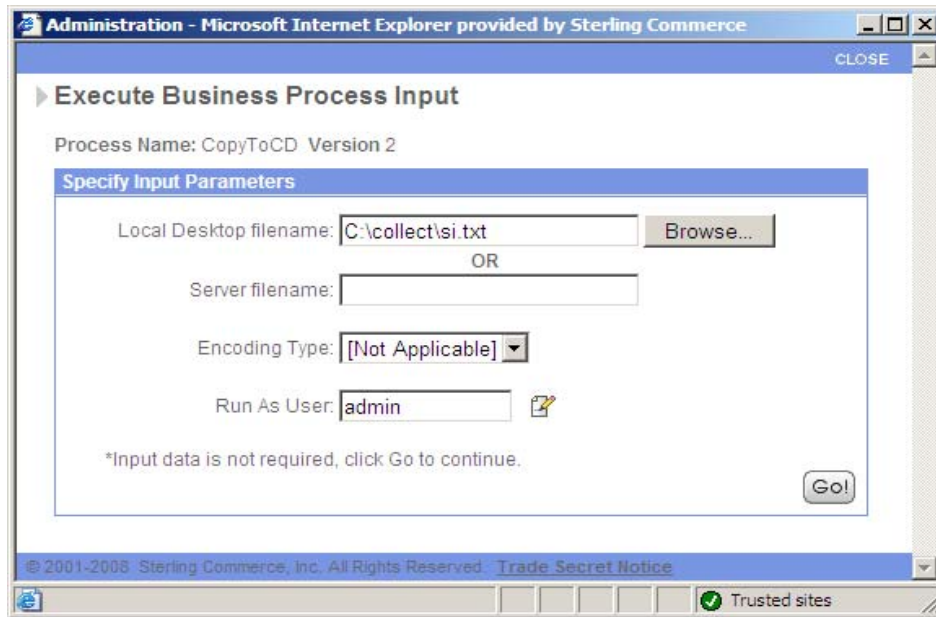 Administration - Microsoft Internet Explorer provided by Sterling Commerce
CLOSE
Execute Business Process Input
Process Name: CopyToCD Version 2
Specify Input Parameters
Local Desktop filename: C:\collect\si.txt Browse...
OR
Server filename:
Encoding Type: [Not Applicable]
Run As User: admin
*Input data is not required, click Go to continue.
Go!
© 2001-2008 Sterling Commerce, Inc. All Rights Reserved. Trade Secret Notice
Trusted sites